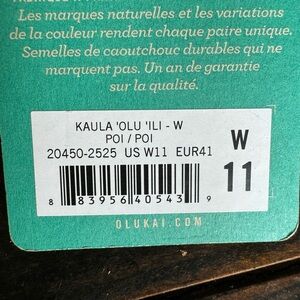 Les marques naturelles et les variations
de la couleur rendent chaque paire unique.
Semelles de caoutchouc durables qui ne
marquent pas. Un an de garantie
sur la qualité.
KAULA 'OLU 'ILI - W
POI / POI
20450-2525 US W11 EUR41
W
11
8 83956 40543 9
OLUKAI.COM